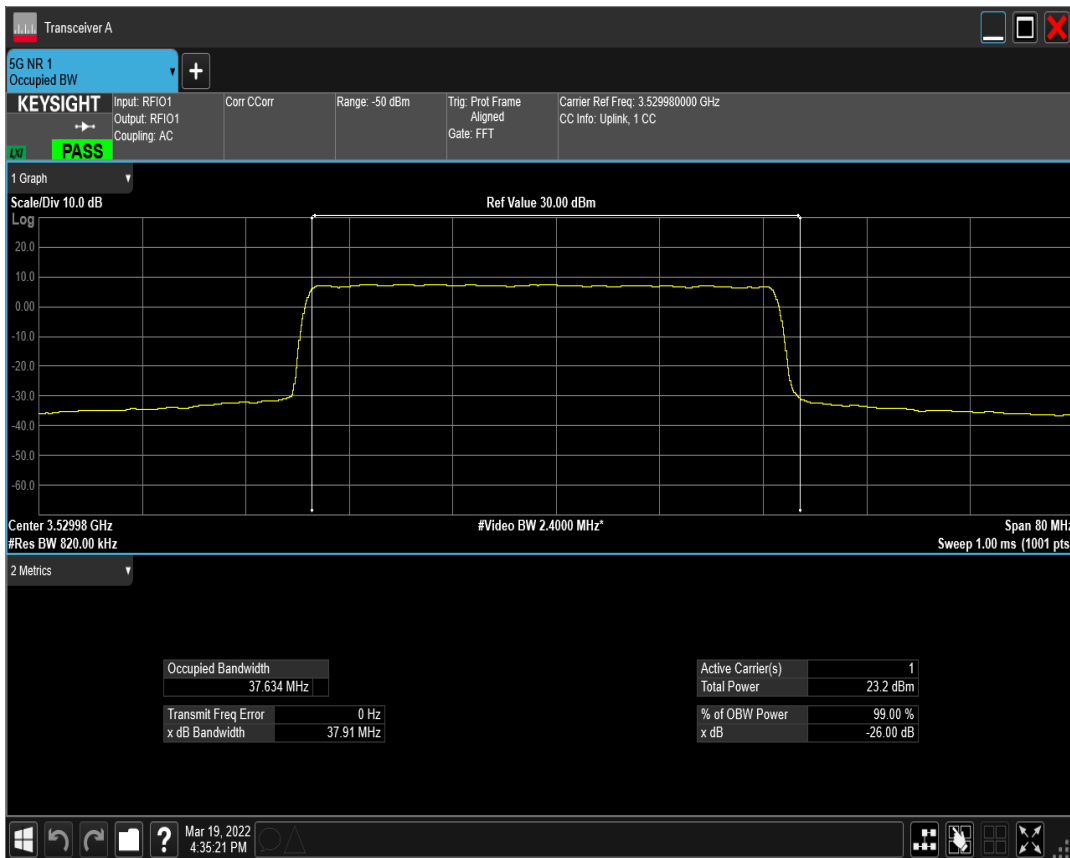 Transceiver A
5G NR 1
Occupied BW
KEYSIGHT
LXI
PASS
Input: RFIO1
Output: RFIO1
Coupling: AC
Corr CCorr
Range: -50 dBm
Trig: Prot Frame
Aligned
Gate: FFT
Carrier Ref Freq: 3.529980000 GHz
CC Info: Uplink, 1 CC
1 Graph
Scale/Div 10.0 dB
Ref Value 30.00 dBm
Log
20.0
10.0
0.00
-10.0
-20.0
-30.0
-40.0
-50.0
-60.0
Center 3.52998 GHz
#Video BW 2.4000 MHz*
Span 80 MHz
#Res BW 820.00 kHz
Sweep 1.00 ms (1001 pts
2 Metrics
Occupied Bandwidth
37.634 MHz
Transmit Freq Error 0 Hz
x dB Bandwidth 37.91 MHz
Active Carrier(s) 1
Total Power 23.2 dBm
% of OBW Power 99.00 %
x dB -26.00 dB
?
Mar 19, 2022
4:35:21 PM